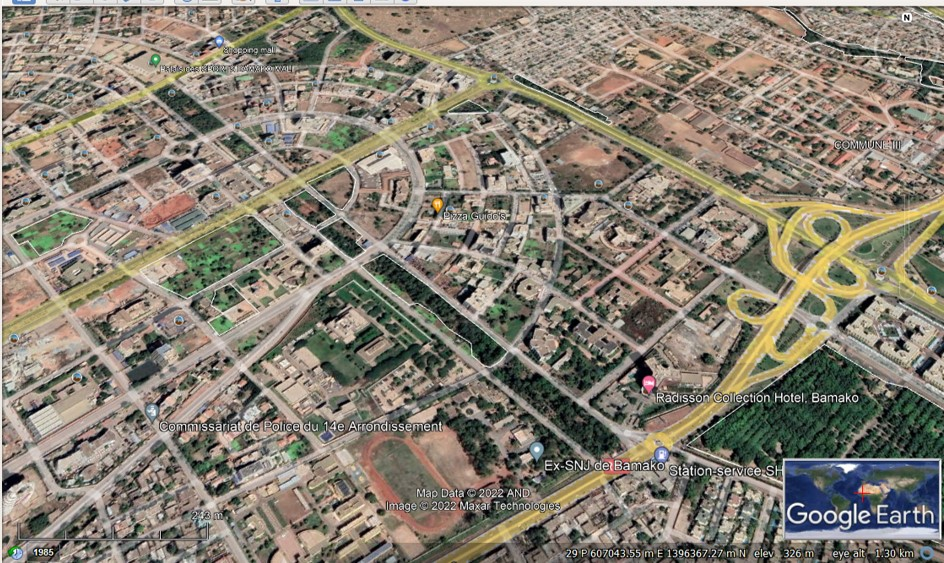 N
Shopping mall
COMMUNE III
Pizza Guido's
Radisson Collection Hotel, Bamako
Commissariat de Police du 14e Arrondissement
Ex-SNJ de Bamako
Station-service SH
Map Data © 2022 AND
Image © 2022 Maxar Technologies
Google Earth
243 m
1985
29 P 607043.55 m E 1396367.27 m N elev 326 m eye alt 1.30 km